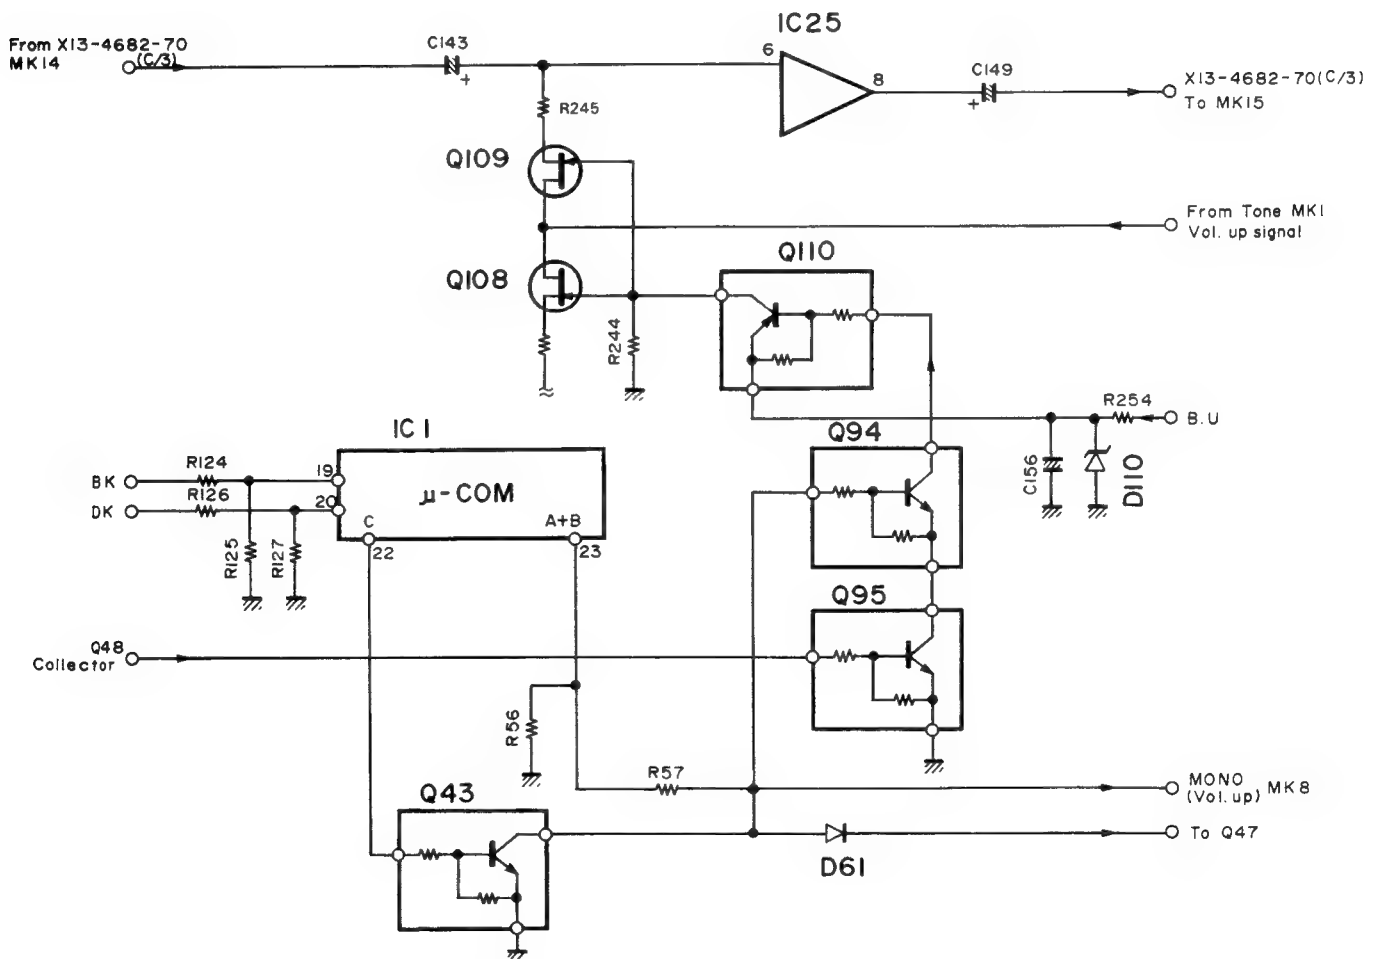 IC25
From X13-4682-70
MK14 (C/3)
C143
+
6
8
C149
+
X13-4682-70(C/3)
To MK15
R245
Q109
From Tone MK1
Vol. up signal
Q110
Q108
R244
R254
B.U
IC1
Q94
C156
D110
BK
R124
19
DK
R126
20
μ-COM
C
A+B
22
23
R125
R127
Q95
Q48
Collector
R56
R57
MONO
(Vol. up) MK8
Q43
To Q47
D61